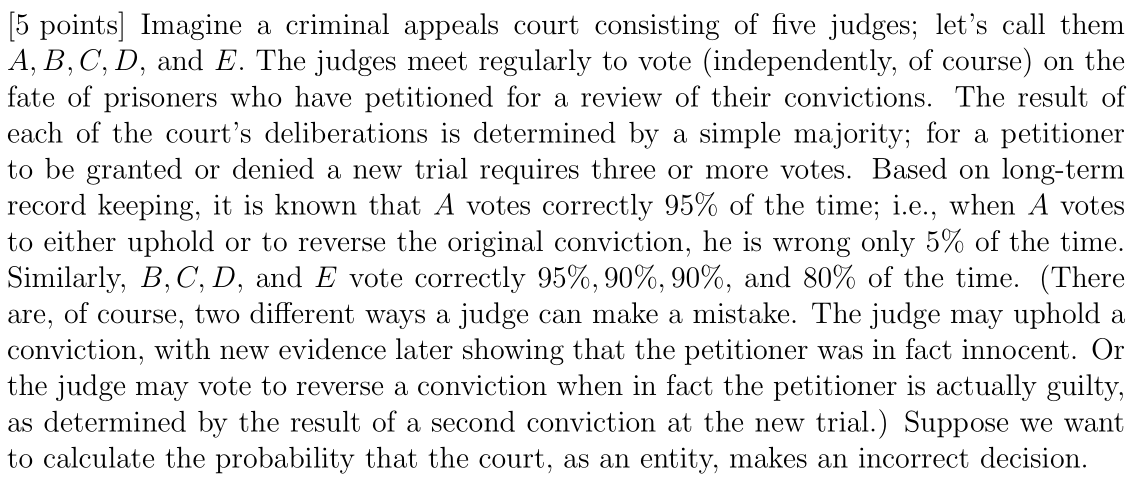 [5 points] Imagine a criminal appeals court consisting of five judges; let's call them
A, B, C, D, and E. The judges meet regularly to vote (independently, of course) on the
fate of prisoners who have petitioned for a review of their convictions. The result of
each of the court's deliberations is determined by a simple majority; for a petitioner
to be granted or denied a new trial requires three or more votes. Based on long-term
record keeping, it is known that A votes correctly 95% of the time; i.e., when A votes
to either uphold or to reverse the original conviction, he is wrong only 5% of the time.
Similarly, B, C, D, and E vote correctly 95%, 90%, 90%, and 80% of the time. (There
are, of course, two different ways a judge can make a mistake. The judge may uphold a
conviction, with new evidence later showing that the petitioner was in fact innocent. Or
the judge may vote to reverse a conviction when in fact the petitioner is actually guilty,
as determined by the result of a second conviction at the new trial.) Suppose we want
to calculate the probability that the court, as an entity, makes an incorrect decision.